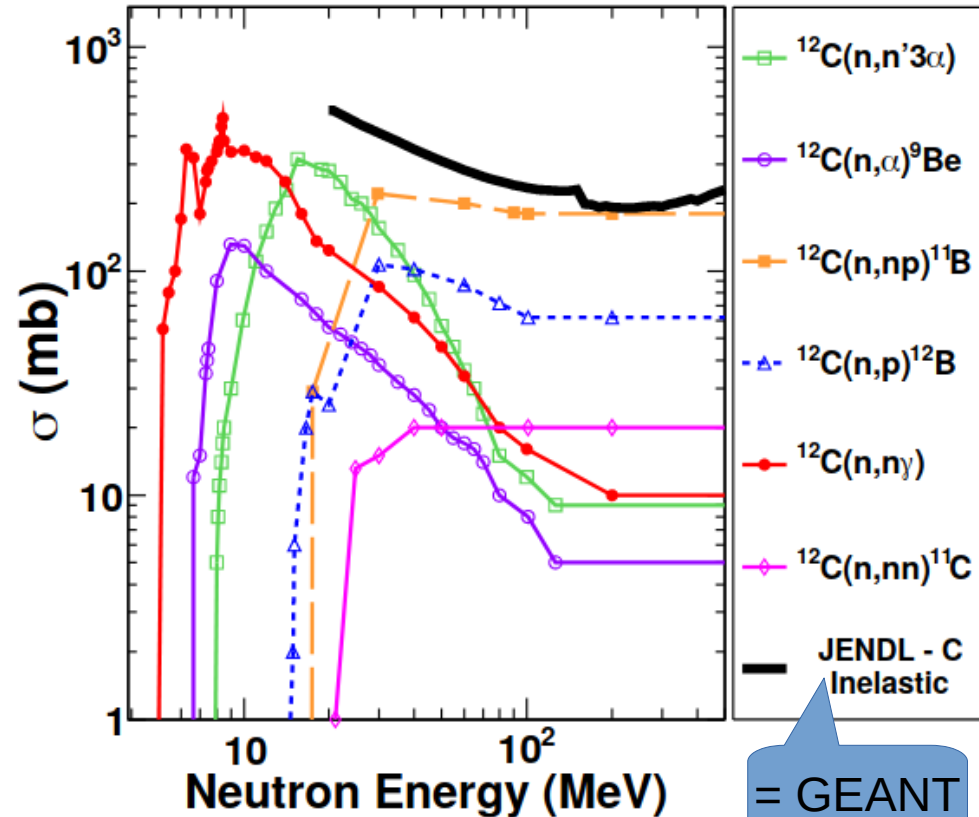 10³
10²
10
1
σ (mb)
10
10²
Neutron Energy (MeV)
¹²C(n,n'3α)
¹²C(n,α)⁹Be
¹²C(n,np)¹¹B
¹²C(n,p)¹²B
¹²C(n,nγ)
¹²C(n,nn)¹¹C
JENDL - C
Inelastic
= GEANT